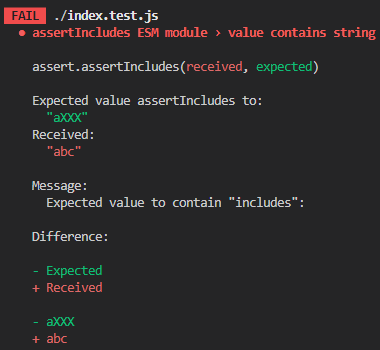 FAIL ./index.test.js
● assertIncludes ESM module › value contains string
assert.assertIncludes(received, expected)
Expected value assertIncludes to:
"aXXX"
Received:
"abc"
Message:
Expected value to contain "includes":
Difference:
- Expected
+ Received
- aXXX
+ abc